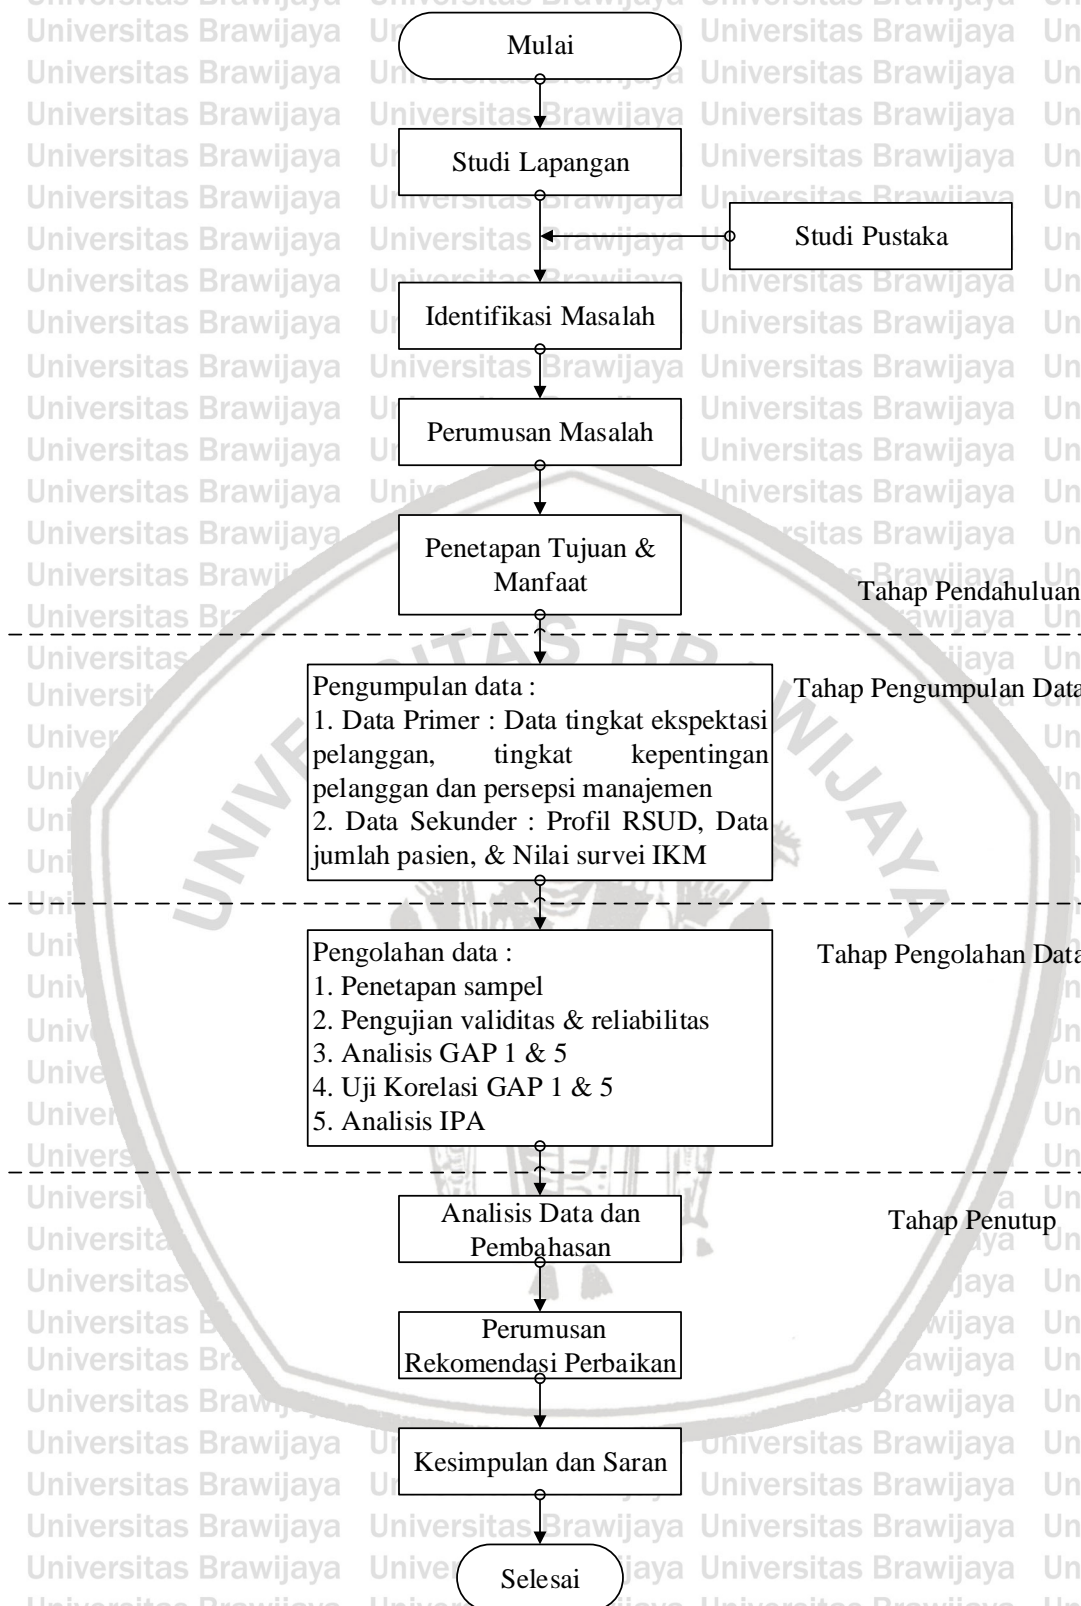 Mulai
Studi Lapangan
Studi Pustaka
Identifikasi Masalah
Perumusan Masalah
Penetapan Tujuan &
Manfaat
Tahap Pendahuluan
Tahap Pengumpulan Data
Pengumpulan data :
1. Data Primer : Data tingkat ekspektasi
pelanggan, tingkat kepentingan
pelanggan dan persepsi manajemen
2. Data Sekunder : Profil RSUD, Data
jumlah pasien, & Nilai survei IKM
Tahap Pengolahan Data
Pengolahan data :
1. Penetapan sampel
2. Pengujian validitas & reliabilitas
3. Analisis GAP 1 & 5
4. Uji Korelasi GAP 1 & 5
5. Analisis IPA
Tahap Penutup
Analisis Data dan
Pembahasan
Perumusan
Rekomendasi Perbaikan
Kesimpulan dan Saran
Selesai
UNIVERSITAS BRAWIJAYA